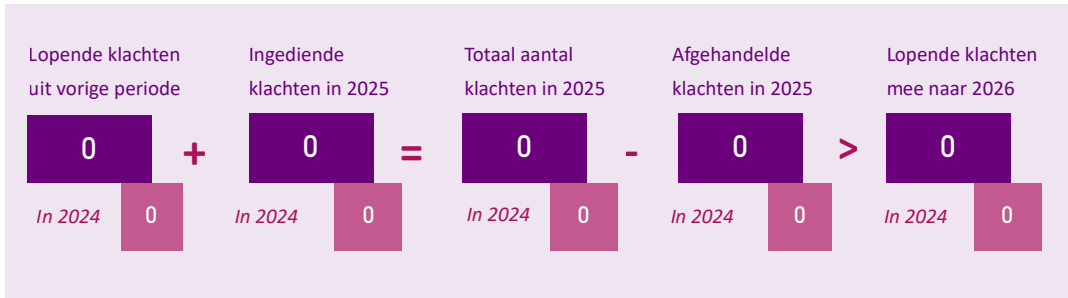 Lopende klachten
uit vorige periode
Ingediende
klachten in 2025
Totaal aantal
klachten in 2025
Afgehandelde
klachten in 2025
Lopende klachten
mee naar 2026
0 + 0 = 0 - 0 > 0
In 2024 0 In 2024 0 In 2024 0 In 2024 0 In 2024 0